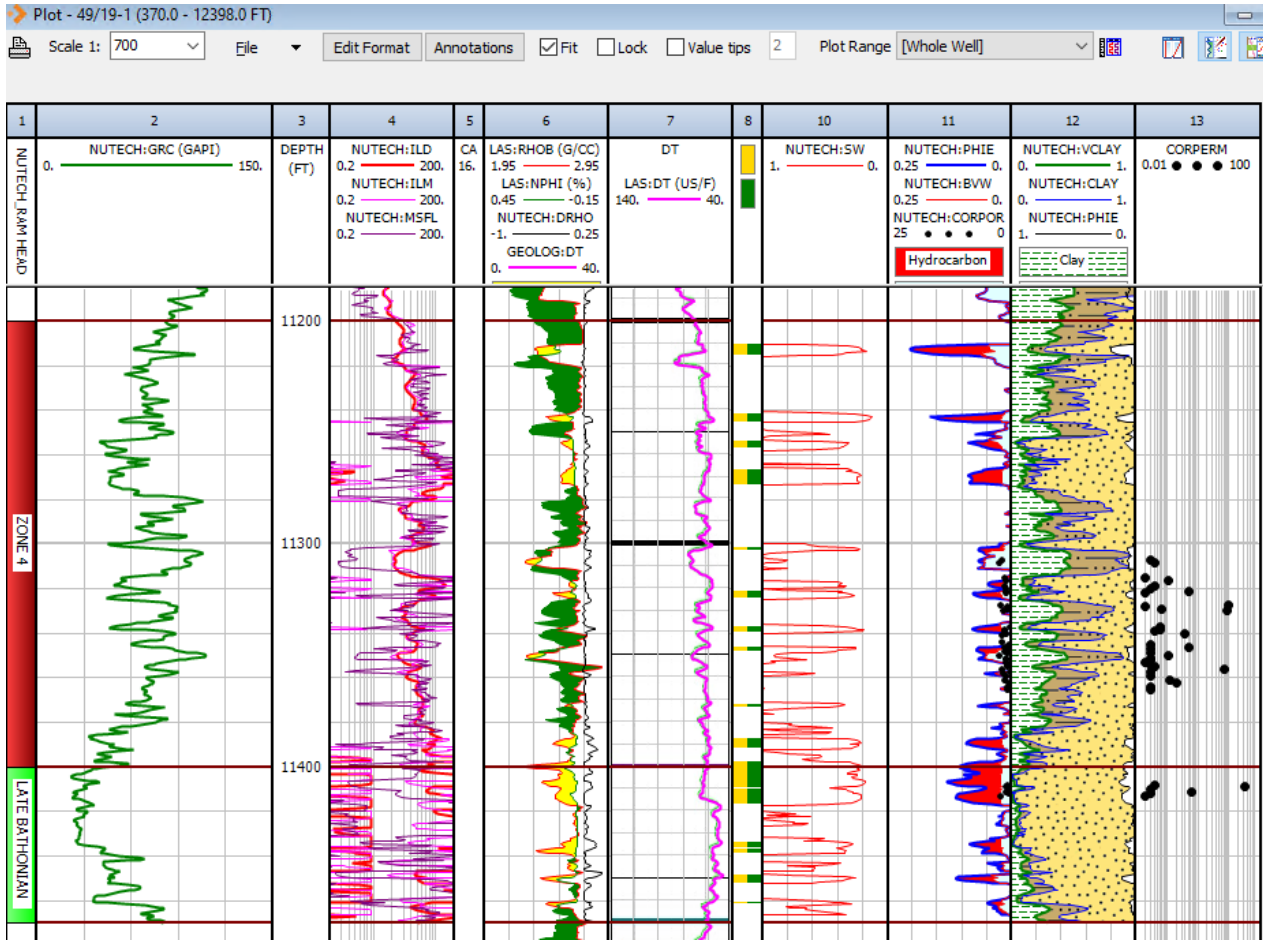 Plot - 49/19-1 (370.0 - 12398.0 FT)
Scale 1: 700 File Edit Format Annotations Fit Lock Value tips 2 Plot Range [Whole Well]
1 2 3 4 5 6 7 8 10 11 12 13
NUTECH_RAM HEAD
NUTECH:GRC (GAPI)
0. 150.
DEPTH
(FT)
NUTECH:ILD
0.2 200.
NUTECH:ILM
0.2 200.
NUTECH:MSFL
0.2 200.
CA
16.
LAS:RHOB (G/CC)
1.95 2.95
LAS:NPHI (%)
0.45 -0.15
NUTECH:DRHO
-1. 0.25
GEOLOG:DT
0. 40.
DT
LAS:DT (US/F)
140. 40.
NUTECH:SW
1. 0.
NUTECH:PHIE
0.25 0.
NUTECH:BVW
0.25 0.
NUTECH:CORPOR
25 0
Hydrocarbon
NUTECH:VCLAY
0. 1.
NUTECH:CLAY
0. 1.
NUTECH:PHIE
1. 0.
Clay
CORPERM
0.01 100
ZONE 4
LATE BATHONIAN
11200
11300
11400